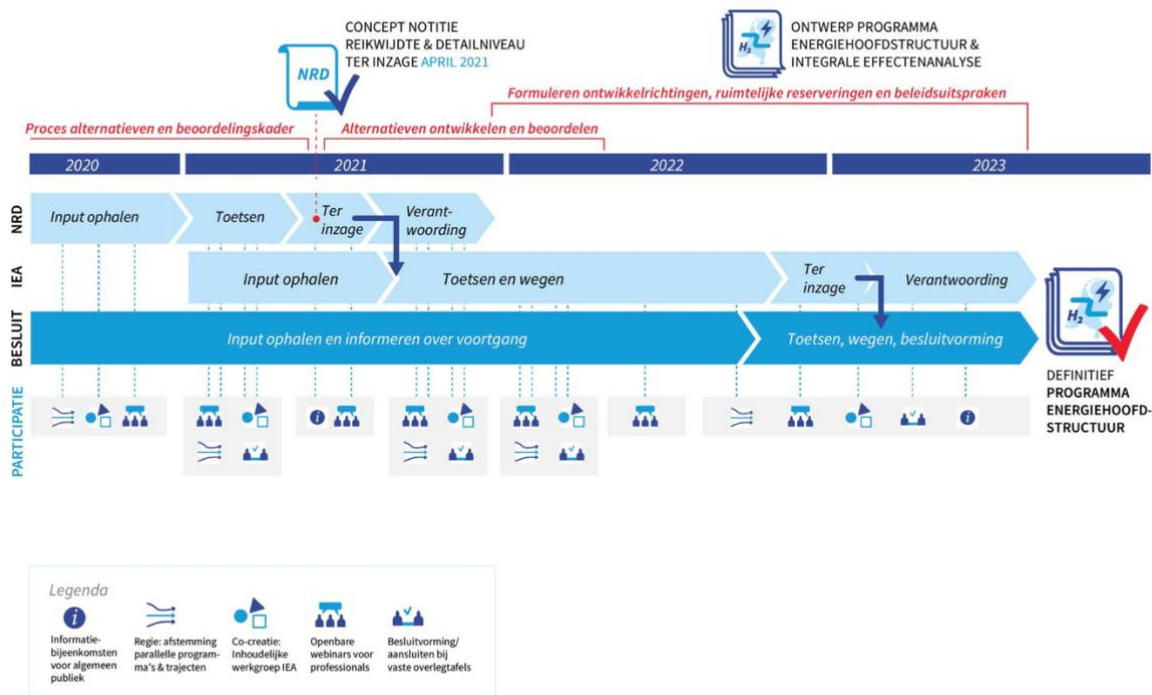 CONCEPT NOTITIE
REIKWIJDTE & DETAILNIVEAU
TER INZAGE APRIL 2021
NRD
ONTWERP PROGRAMMA
ENERGIEHOOFDSTRUCTUUR &
INTEGRALE EFFECTENANALYSE
H₂
Formuleren ontwikkelrichtingen, ruimtelijke reserveringen en beleidsuitspraken
Proces alternatieven en beoordelingskader
Alternatieven ontwikkelen en beoordelen
2020
2021
2022
2023
NRD
Input ophalen
Toetsen
Ter
inzage
Verant-
woording
IEA
Input ophalen
Toetsen en wegen
Ter
inzage
Verantwoording
BESLUIT
Input ophalen en informeren over voortgang
Toetsen, wegen, besluitvorming
H₂
DEFINITIEF
PROGRAMMA
ENERGIEHOOFD-
STRUCTUUR
PARTICIPATIE
i
i
Legenda
i
Informatie-
bijeenkomsten
voor algemeen
publiek
Regie: afstemming
parallelle program-
ma's & trajecten
Co-creatie:
Inhoudelijke
werkgroep IEA
Openbare
webinars voor
professionals
Besluitvorming/
aansluiten bij
vaste overlegtafels